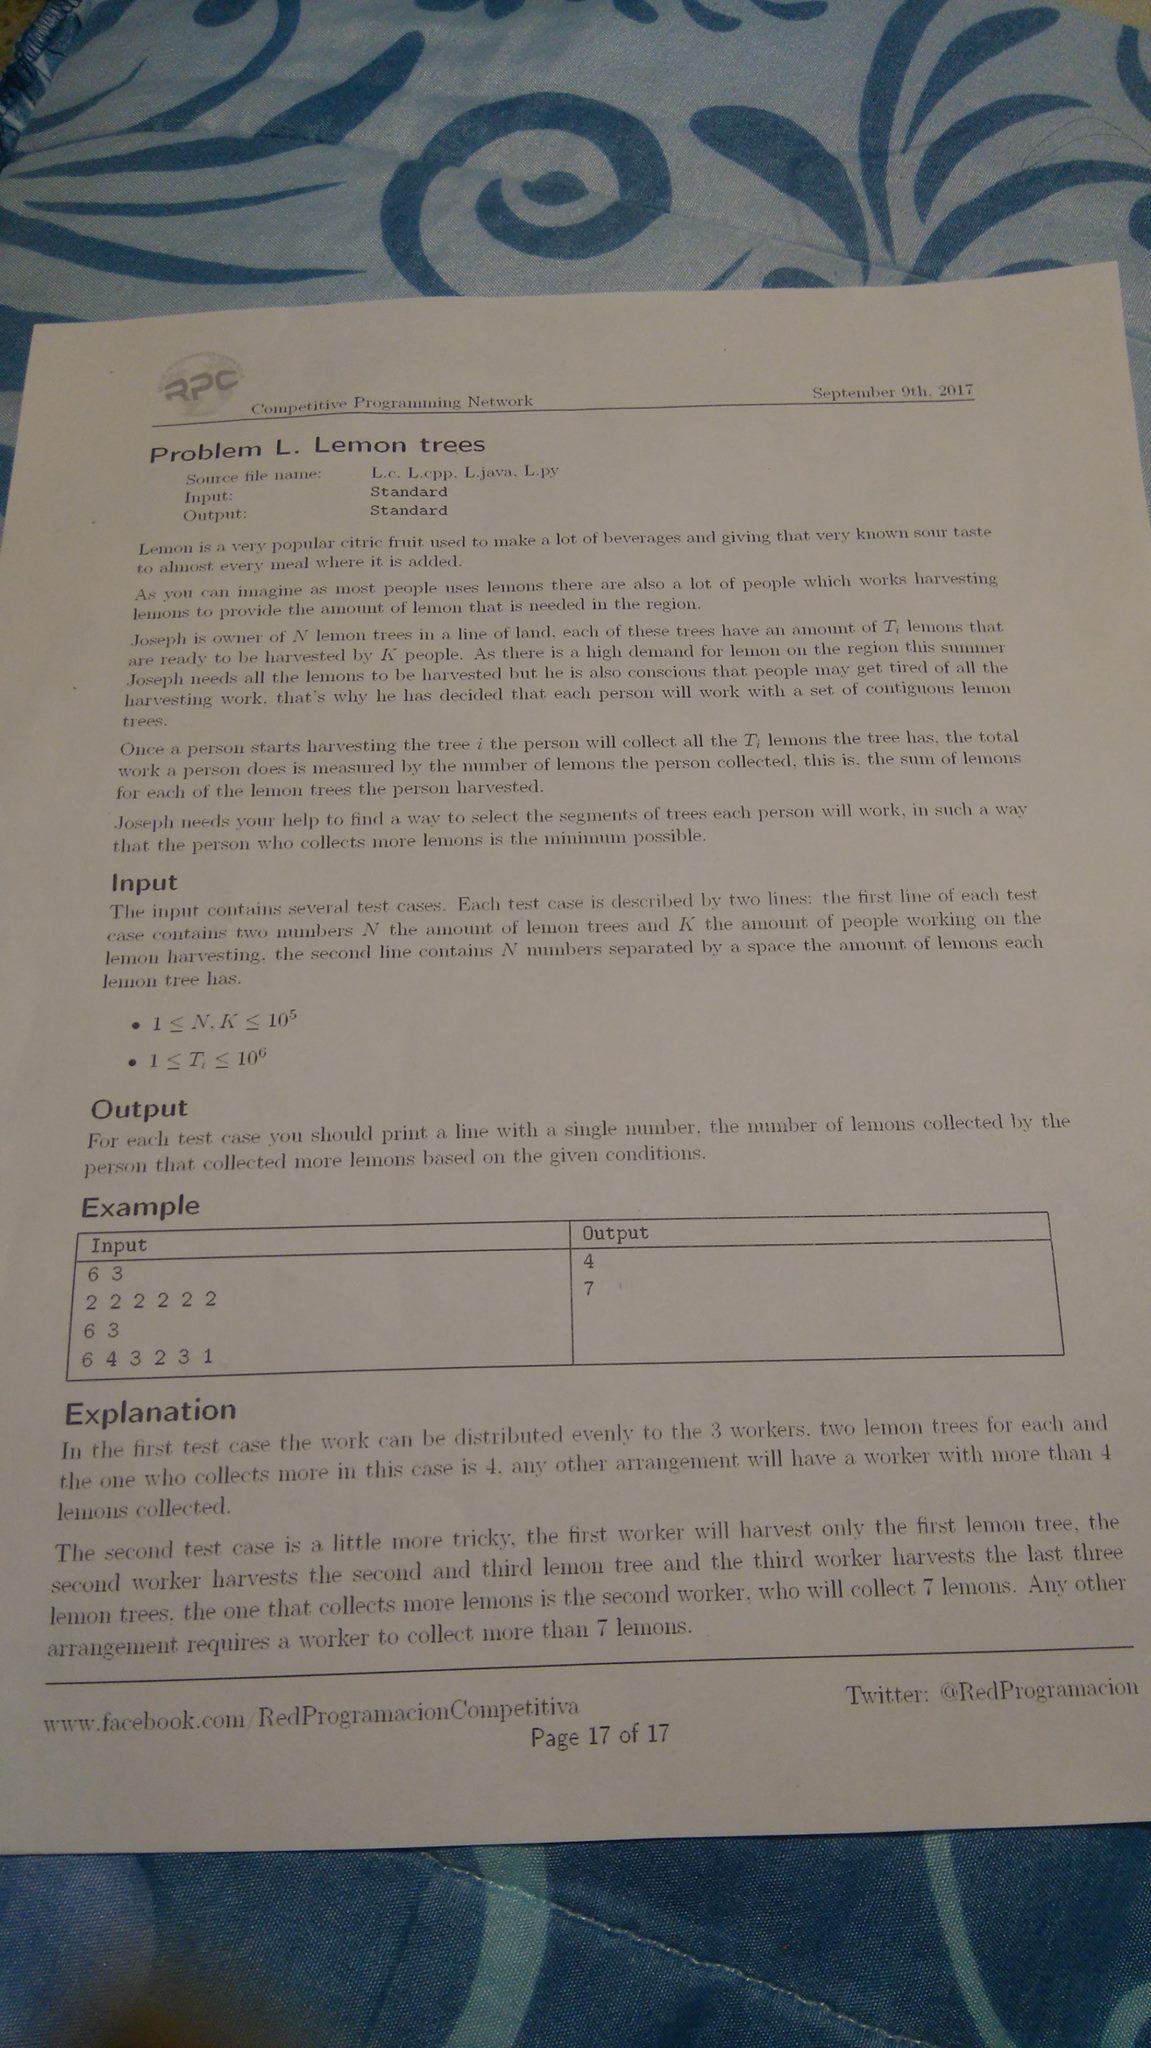 RPC
Competitive Programming Network September 9th, 2017
Problem L. Lemon trees
Source file name: L.c, L.cpp, L.java, L.py
Input: Standard
Output: Standard
Lemon is a very popular citric fruit used to make a lot of beverages and giving that very known sour taste
to almost every meal where it is added.
As you can imagine as most people uses lemons there are also a lot of people which works harvesting
lemons to provide the amount of lemon that is needed in the region.
Joseph is owner of N lemon trees in a line of land, each of these trees have an amount of Tᵢ lemons that
are ready to be harvested by K people. As there is a high demand for lemon on the region this summer
Joseph needs all the lemons to be harvested but he is also conscious that people may get tired of all the
harvesting work, that's why he has decided that each person will work with a set of contiguous lemon
trees.
Once a person starts harvesting the tree i the person will collect all the Tᵢ lemons the tree has, the total
work a person does is measured by the number of lemons the person collected, this is, the sum of lemons
for each of the lemon trees the person harvested.
Joseph needs your help to find a way to select the segments of trees each person will work, in such a way
that the person who collects more lemons is the minimum possible.
Input
The input contains several test cases. Each test case is described by two lines: the first line of each test
case contains two numbers N the amount of lemon trees and K the amount of people working on the
lemon harvesting, the second line contains N numbers separated by a space the amount of lemons each
lemon tree has.
• 1 ≤ N, K ≤ 10⁵
• 1 ≤ Tᵢ ≤ 10⁶
Output
For each test case you should print a line with a single number, the number of lemons collected by the
person that collected more lemons based on the given conditions.
Example
Input Output
6 3 4
2 2 2 2 2 2 7
6 3
6 4 3 2 3 1
Explanation
In the first test case the work can be distributed evenly to the 3 workers, two lemon trees for each and
the one who collects more in this case is 4, any other arrangement will have a worker with more than 4
lemons collected.
The second test case is a little more tricky, the first worker will harvest only the first lemon tree, the
second worker harvests the second and third lemon tree and the third worker harvests the last three
lemon trees, the one that collects more lemons is the second worker, who will collect 7 lemons. Any other
arrangement requires a worker to collect more than 7 lemons.
www.facebook.com/RedProgramacionCompetitiva Twitter: @RedProgramacion
Page 17 of 17